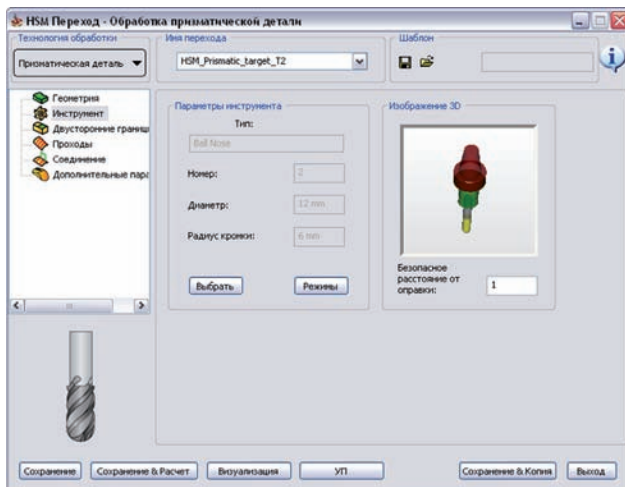 HSM Переход - Обработка призматической детали
Технология обработки
Имя перехода
Шаблон
Призматическая деталь
HSM_Prismatic_target_T2
Геометрия
Инструмент
Двусторонние границы
Проходы
Соединение
Дополнительные пара
Параметры инструмента
Тип:
Ball Nose
Номер:
2
Диаметр:
12 mm
Радиус кромки:
6 mm
Выбрать
Режимы
Изображение 3D
Безопасное
расстояние от
оправки:
1
Сохранение
Сохранение & Расчет
Визуализация
УП
Сохранение & Копия
Выход